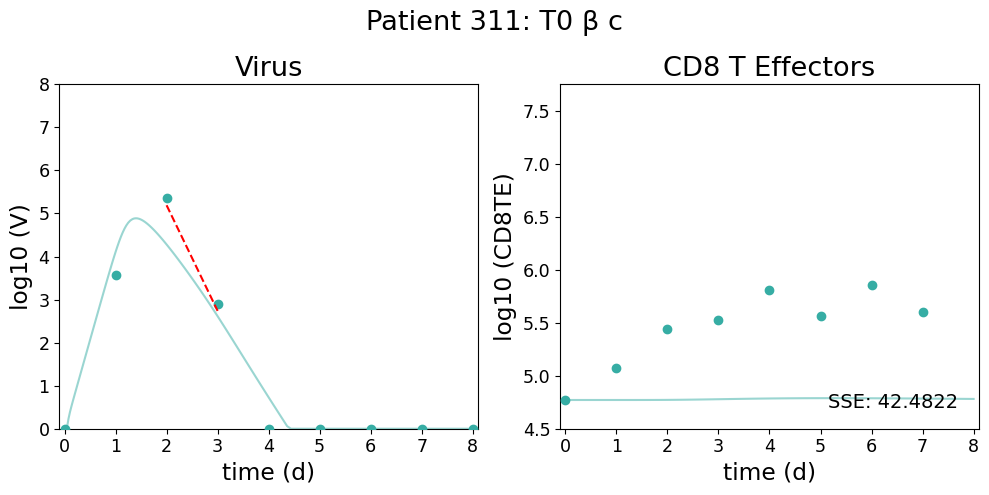 Patient 311: T0 β c
Virus
CD8 T Effectors
log10 (V)
8
7
6
5
4
3
2
1
0
0 1 2 3 4 5 6 7 8
time (d)
log10 (CD8TE)
7.5
7.0
6.5
6.0
5.5
5.0
4.5
SSE: 42.4822
0 1 2 3 4 5 6 7 8
time (d)